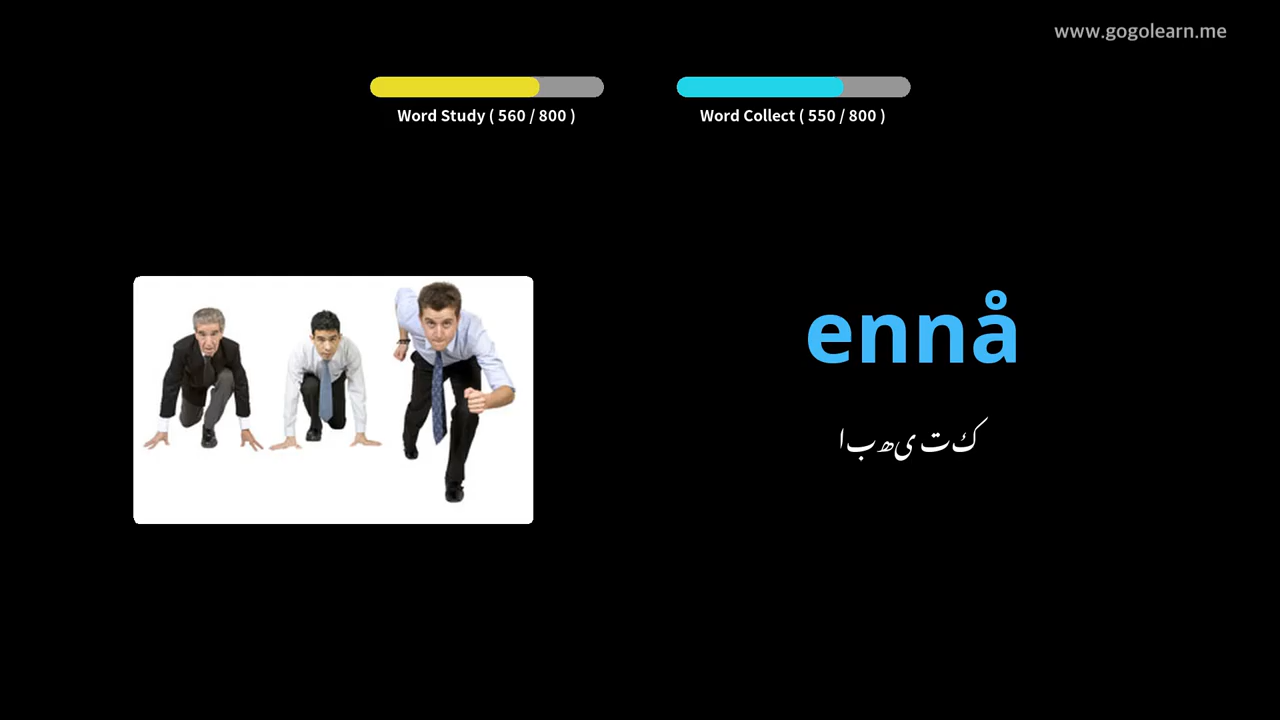 www.gogolearn.me
Word Study ( 560 / 800 )
Word Collect ( 550 / 800 )
ennå
ابھی تک